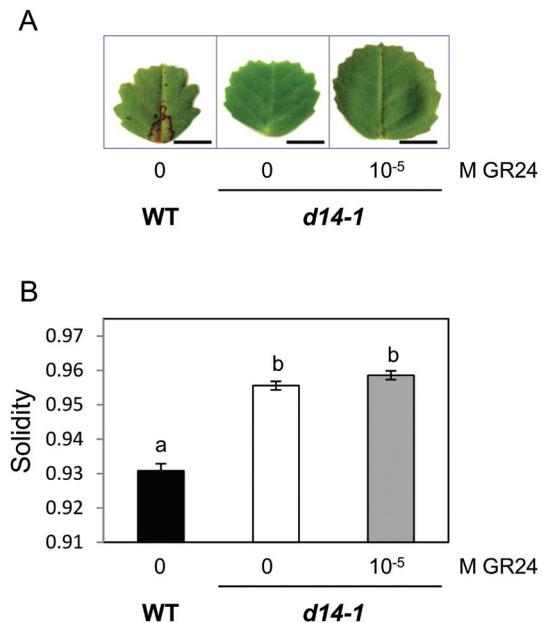 A
0 0 10⁻⁵ M GR24
WT d14-1
B
Solidity
0.97
0.96
0.95
0.94
0.93
0.92
0.91
a
b
b
0 0 10⁻⁵ M GR24
WT d14-1